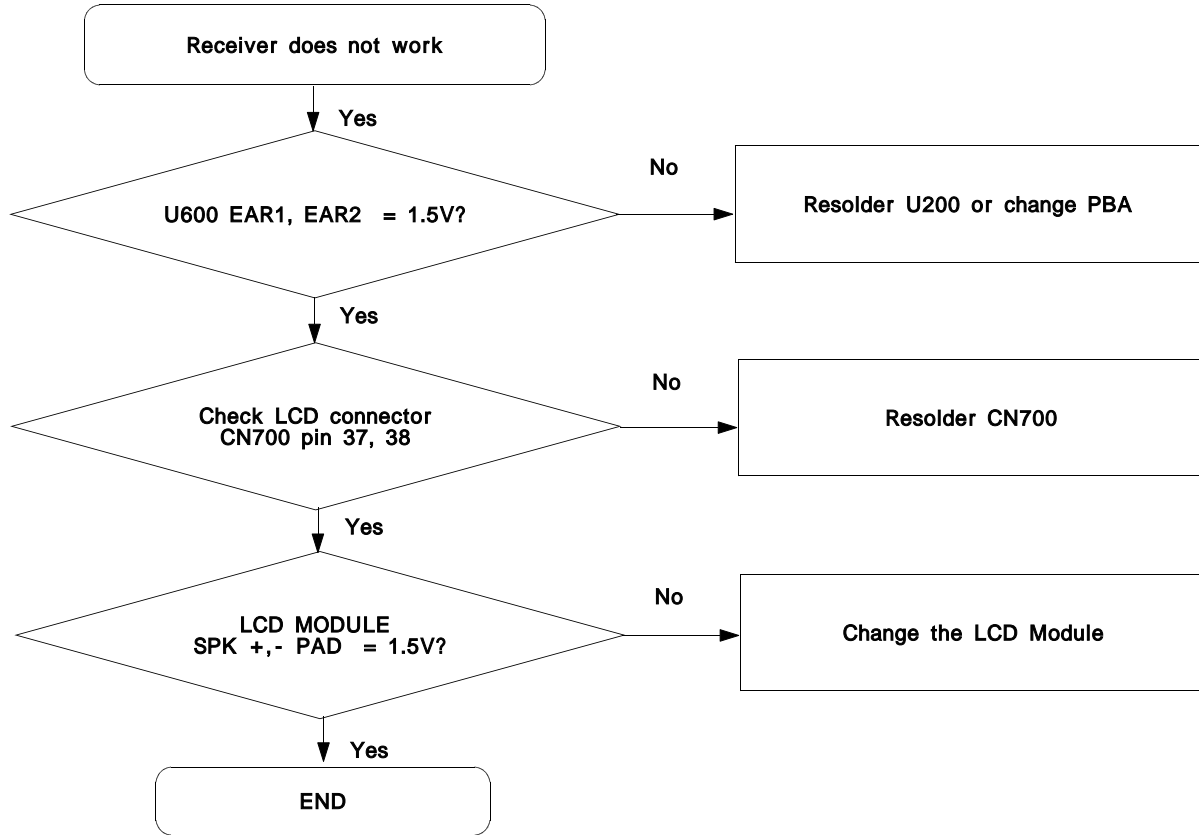 Receiver does not work
Yes
No
U600 EAR1, EAR2 = 1.5V?
Resolder U200 or change PBA
Yes
No
Check LCD connector
CN700 pin 37, 38
Resolder CN700
Yes
No
LCD MODULE
SPK +,- PAD = 1.5V?
Change the LCD Module
Yes
END